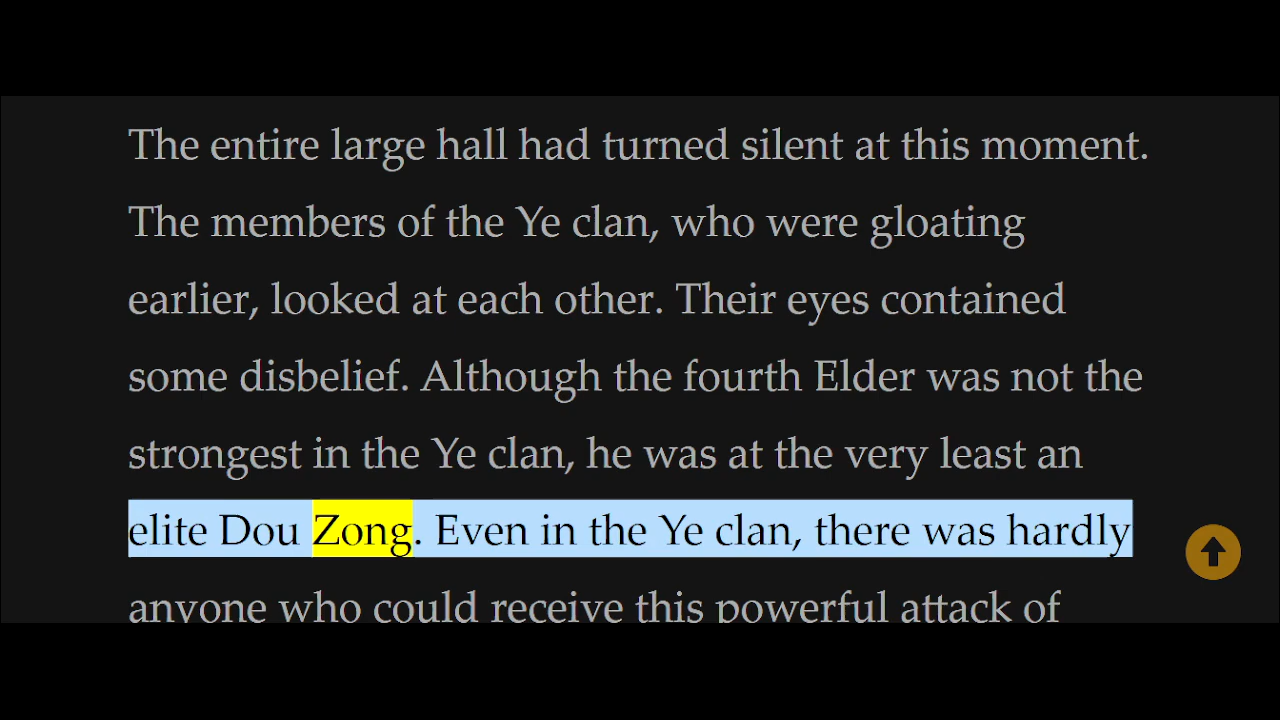 The entire large hall had turned silent at this moment.
The members of the Ye clan, who were gloating
earlier, looked at each other. Their eyes contained
some disbelief. Although the fourth Elder was not the
strongest in the Ye clan, he was at the very least an
elite Dou Zong. Even in the Ye clan, there was hardly
anyone who could receive this powerful attack of